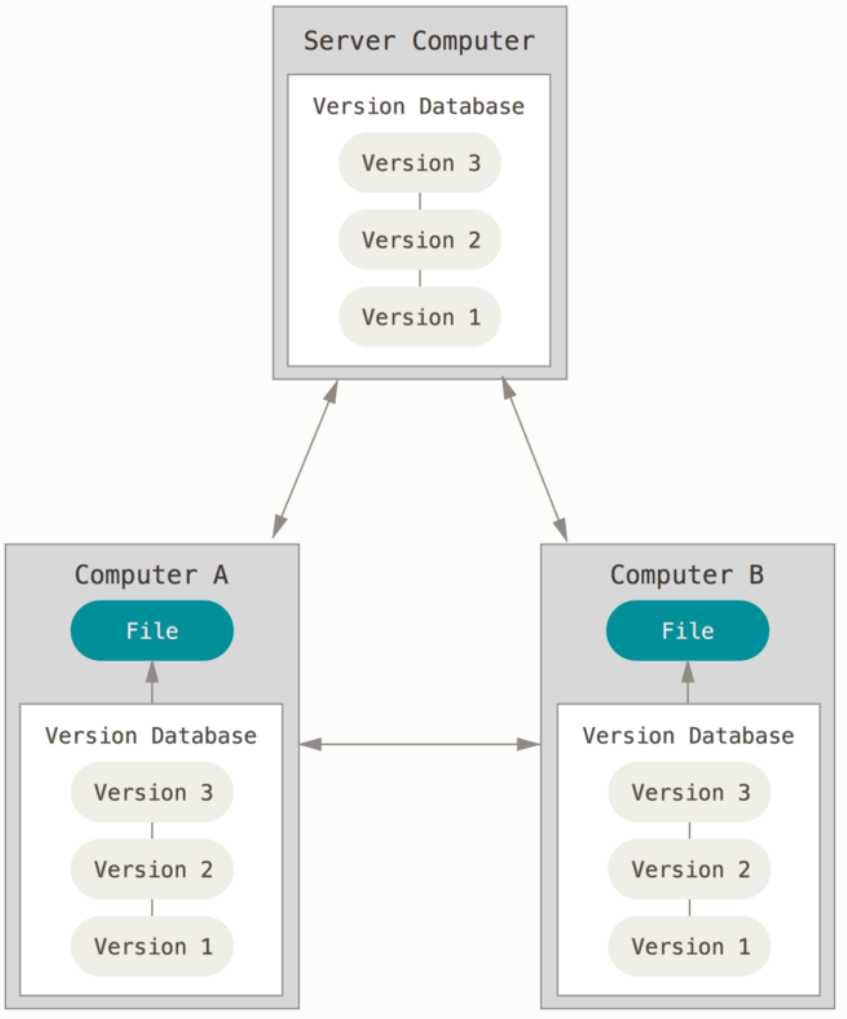 Server Computer
Version Database
Version 3
Version 2
Version 1
Computer A
File
Version Database
Version 3
Version 2
Version 1
Computer B
File
Version Database
Version 3
Version 2
Version 1